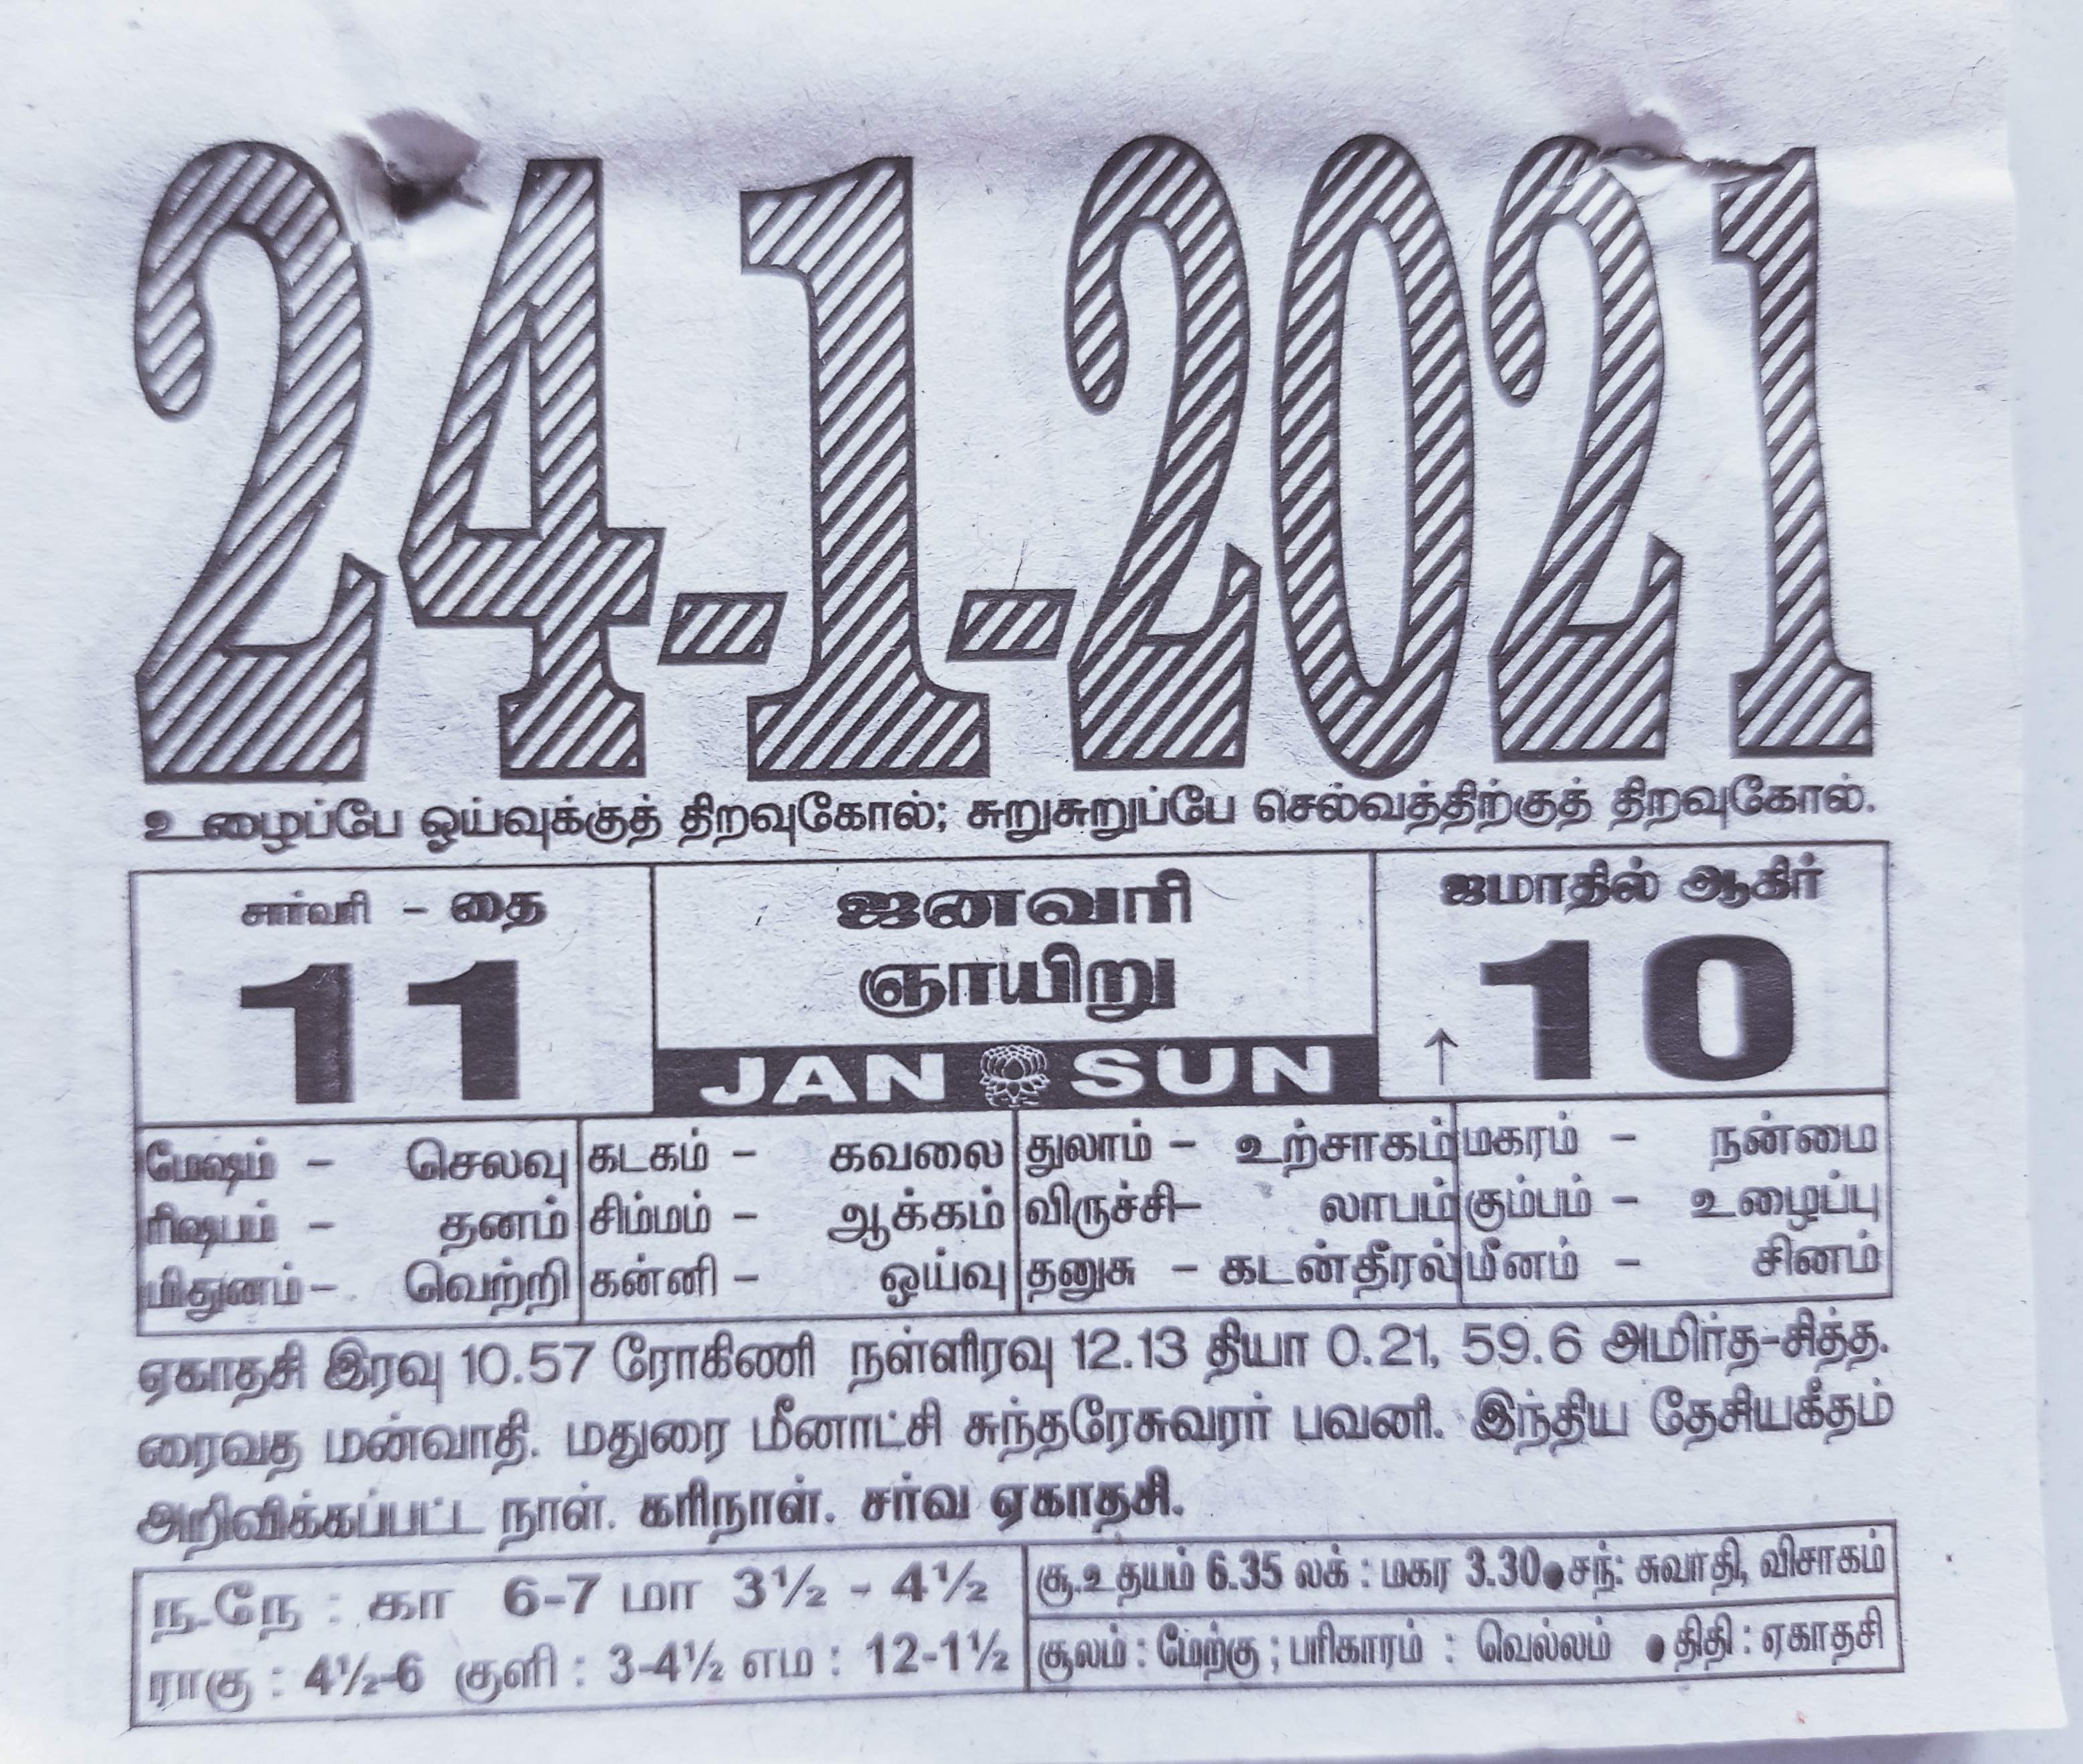 24-1-2021
உழைப்பே ஓய்வுக்குத் திறவுகோல்; சுறுசுறுப்பே செல்வத்திற்குத் திறவுகோல்.
சார்வரி - தை
11
ஜனவரி
ஞாயிறு
JAN SUN
ஜமாதில் ஆகிர்
↑ 10
மேஷம் - செலவு
ரிஷபம் - தனம்
மிதுனம் - வெற்றி
கடகம் - கவலை
சிம்மம் - ஆக்கம்
கன்னி - ஓய்வு
துலாம் - உற்சாகம்
விருச்சி- லாபம்
தனுசு - கடன்தீரல்
மகரம் - நன்மை
கும்பம் - உழைப்பு
மீனம் - சினம்
ஏகாதசி இரவு 10.57 ரோகிணி நள்ளிரவு 12.13 தியா 0.21, 59.6 அமிர்த-சித்த.
ரைவத மன்வாதி. மதுரை மீனாட்சி சுந்தரேசுவரர் பவனி. இந்திய தேசியகீதம்
அறிவிக்கப்பட்ட நாள். கரிநாள். சர்வ ஏகாதசி.
ந-நே : கா 6-7 மா 3½ - 4½
ராகு : 4½-6 குளி : 3-4½ எம : 12-1½
சூ.உதயம் 6.35 லக் : மகர 3.30●சந்: சுவாதி, விசாகம்
சூலம் : மேற்கு ; பரிகாரம் : வெல்லம் ● திதி : ஏகாதசி